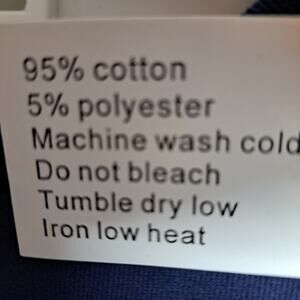 95% cotton
5% polyester
Machine wash cold
Do not bleach
Tumble dry low
Iron low heat